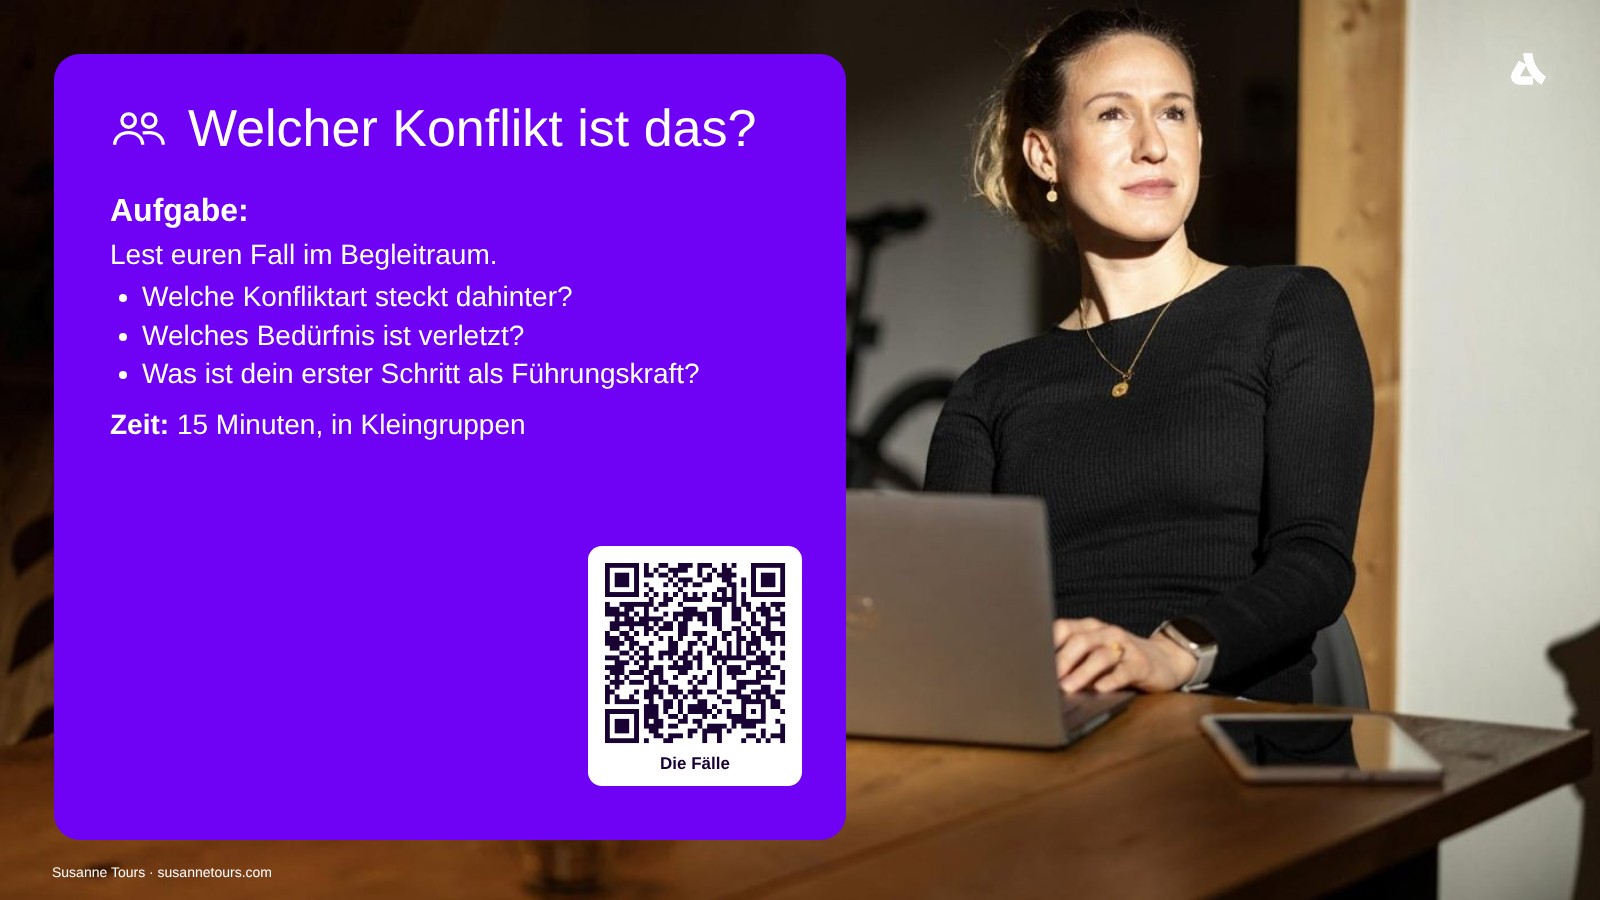 Welcher Konflikt ist das?
Aufgabe:
Lest euren Fall im Begleitraum.
• Welche Konfliktart steckt dahinter?
• Welches Bedürfnis ist verletzt?
• Was ist dein erster Schritt als Führungskraft?
Zeit: 15 Minuten, in Kleingruppen
Die Fälle
Susanne Tours · susannetours.com